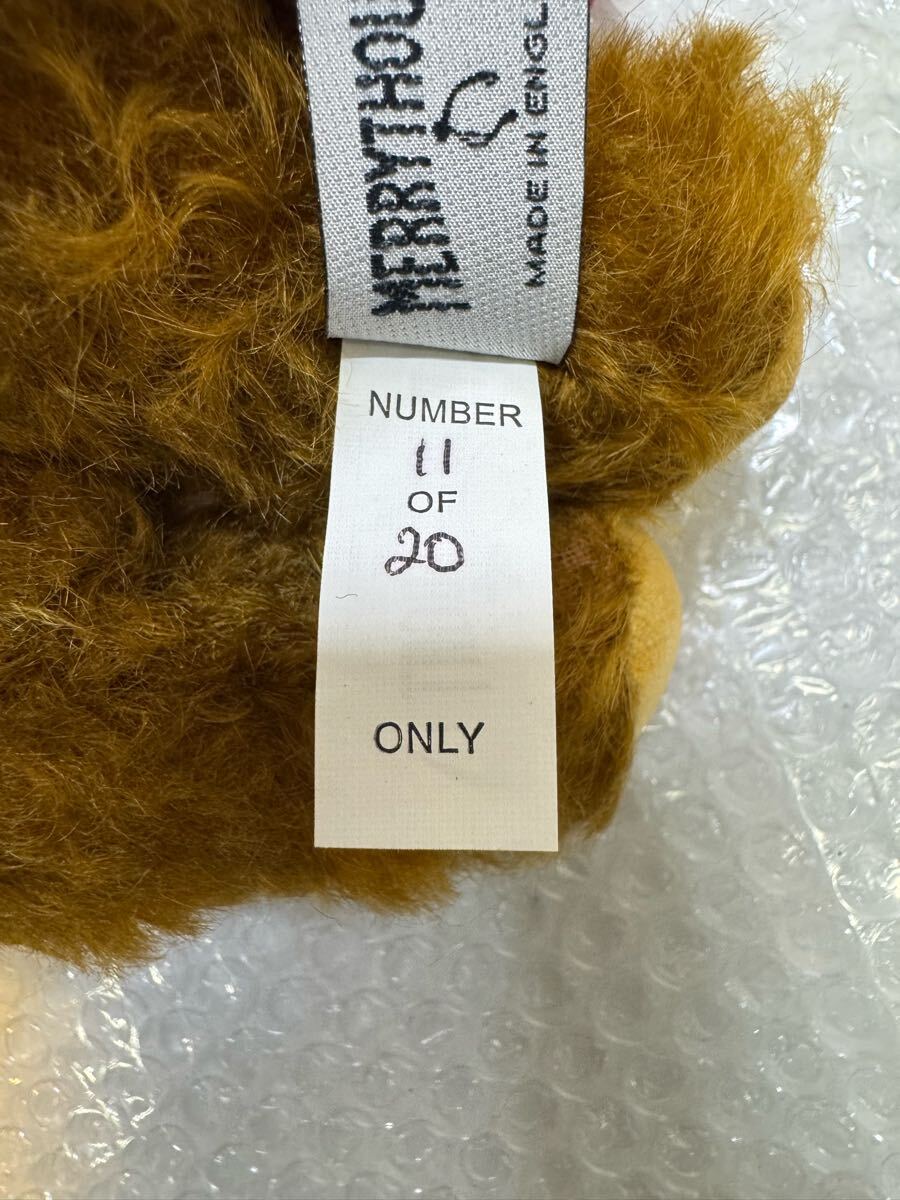 MERRYTHOU
MADE IN ENGL
NUMBER
11
OF
20
ONLY